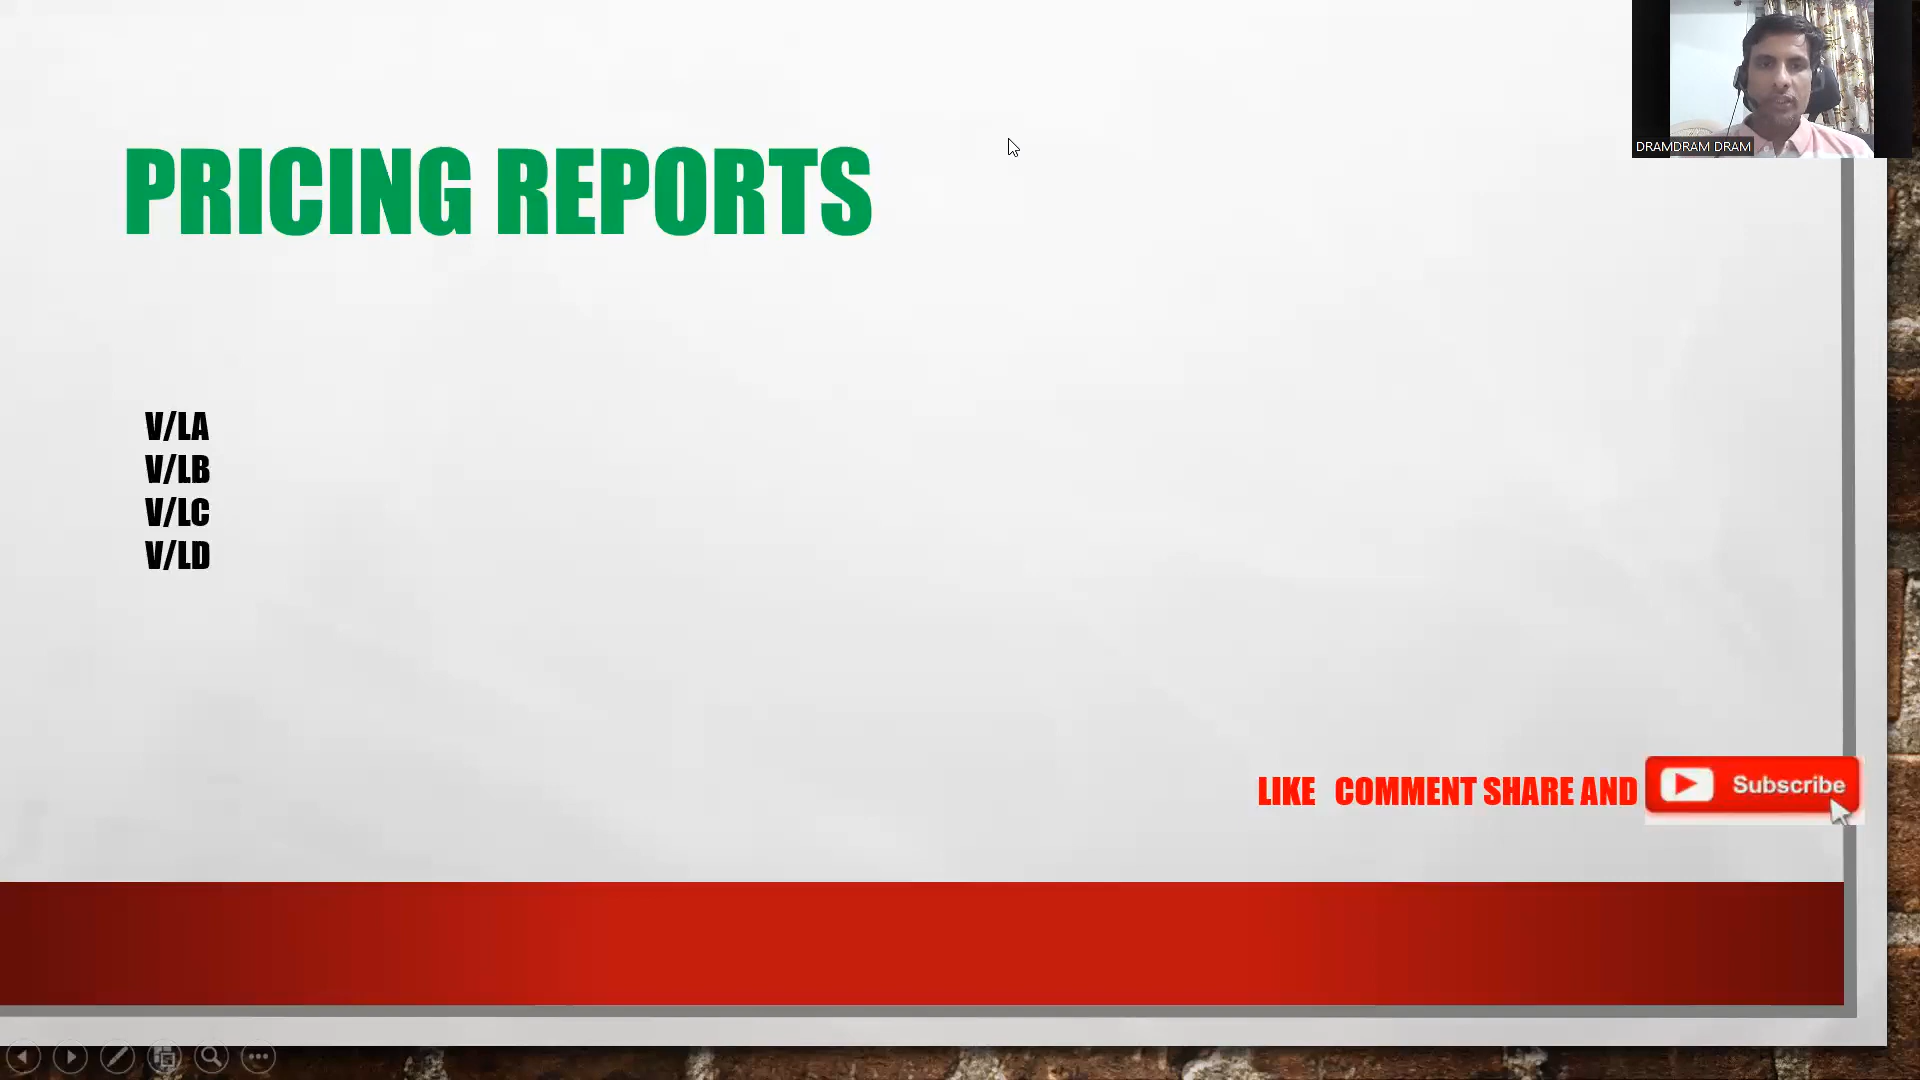 DRAMDRAM DRAM
PRICING REPORTS
V/LA
V/LB
V/LC
V/LD
LIKE COMMENT SHARE AND Subscribe